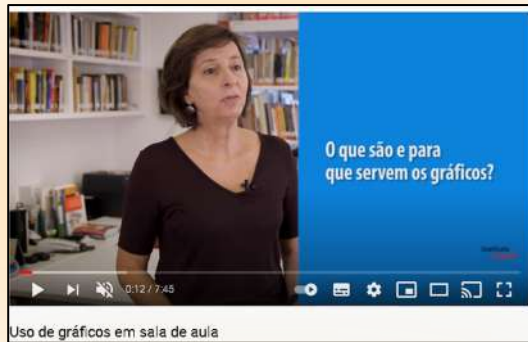 O que são e para
que servem os gráficos?
0:12 / 7:45
Uso de gráficos em sala de aula